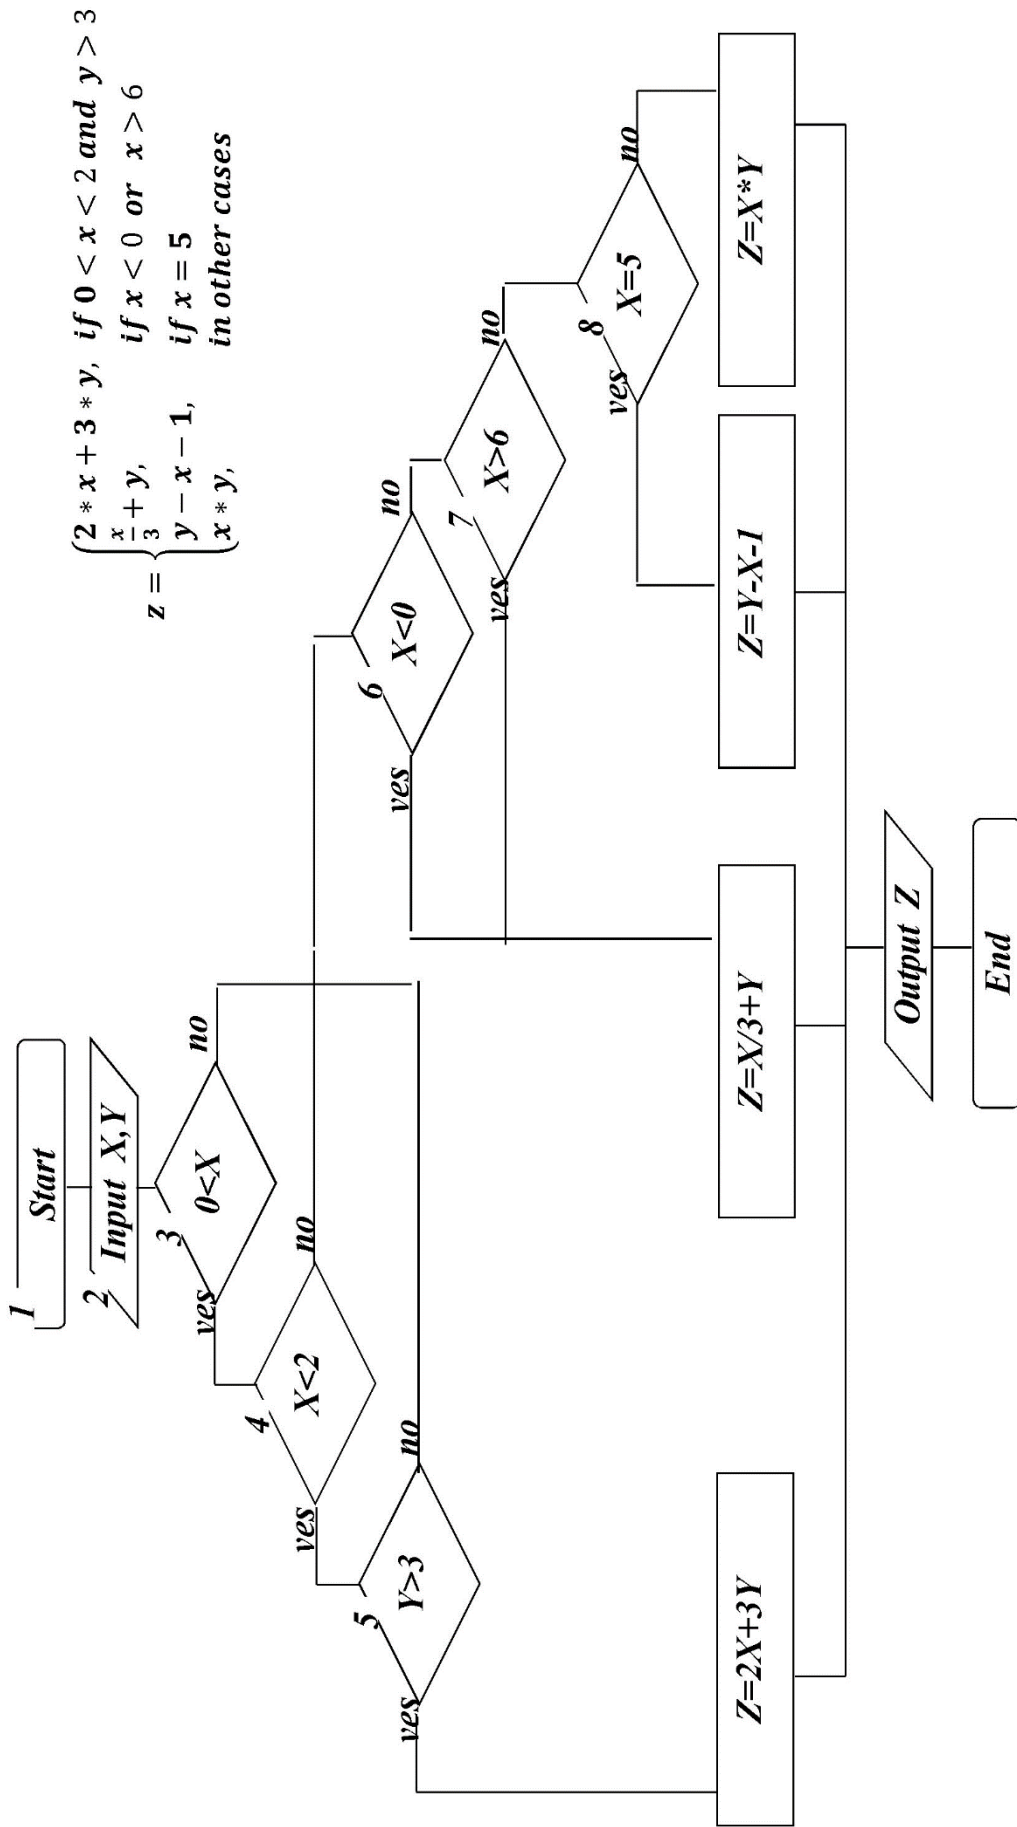 z = { 2 * x + 3 * y, if 0 < x < 2 and y > 3
x/3 + y, if x < 0 or x > 6
y − x − 1, if x = 5
x * y, in other cases
1
Start
2
Input X,Y
3
0<X
yes
no
4
X<2
yes
no
5
Y>3
yes
no
6
X<0
yes
no
7
X>6
yes
no
8
X=5
yes
no
Z=2X+3Y
Z=X/3+Y
Z=Y-X-1
Z=X*Y
Output Z
End